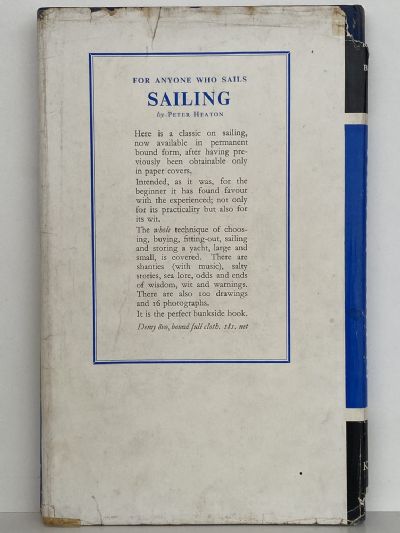 FOR ANYONE WHO SAILS
SAILING
by PETER HEATON
Here is a classic on sailing,
now available in permanent
bound form, after having pre-
viously been obtainable only
in paper covers.
Intended, as it was, for the
beginner it has found favour
with the experienced; not only
for its practicality but also for
its wit.
The whole technique of choos-
ing, buying, fitting-out, sailing
and storing a yacht, large and
small, is covered. There are
shanties (with music), salty
stories, sea lore, odds and ends
of wisdom, wit and warnings.
There are also 100 drawings
and 16 photographs.
It is the perfect bunkside book.
Demy 8vo, bound full cloth. 18s. net